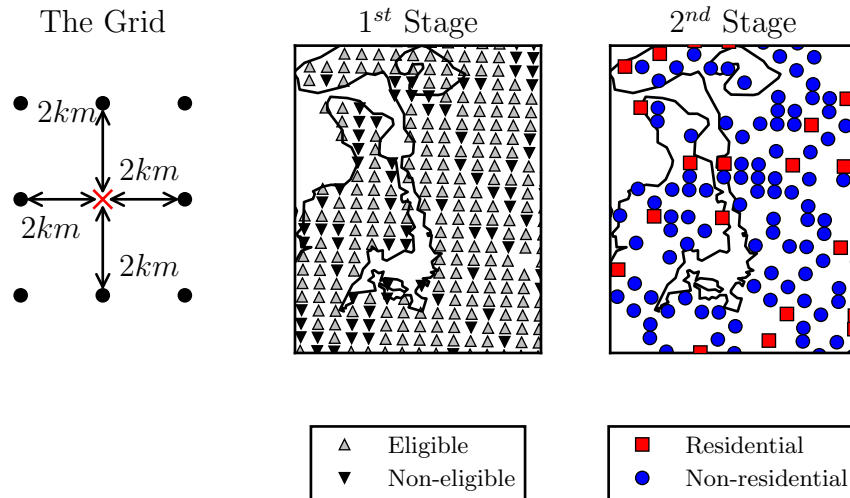 The Grid
1st Stage
2nd Stage
2km
2km
2km
2km
Eligible
Non-eligible
Residential
Non-residential